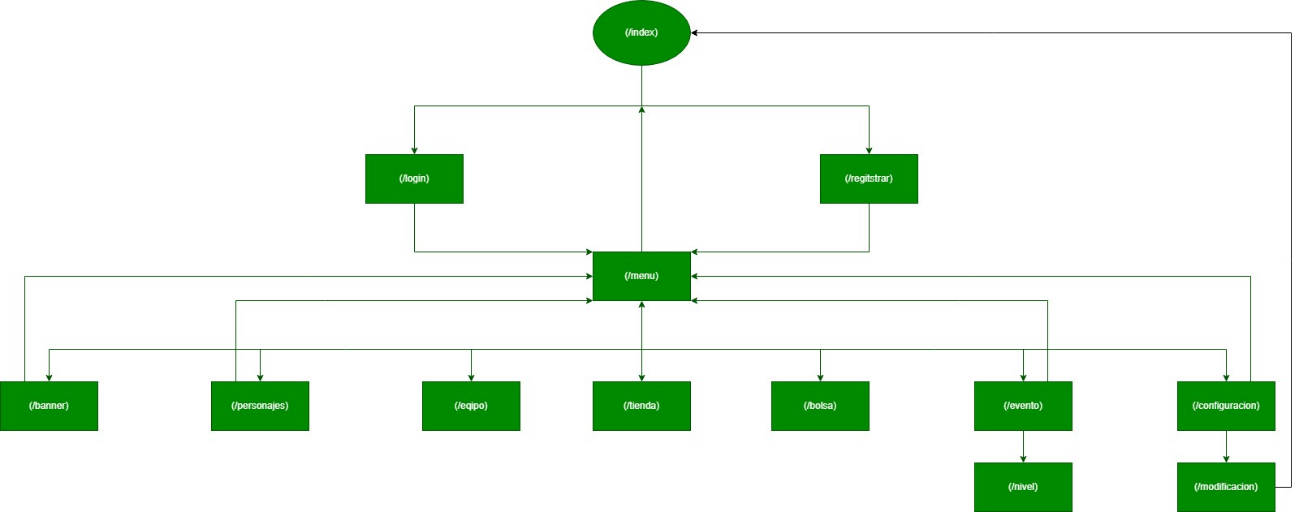 (/index)
(/login)
(/regitstrar)
(/menu)
(/banner)
(/personajes)
(/eqipo)
(/tienda)
(/bolsa)
(/evento)
(/configuracion)
(/nivel)
(/modificacion)